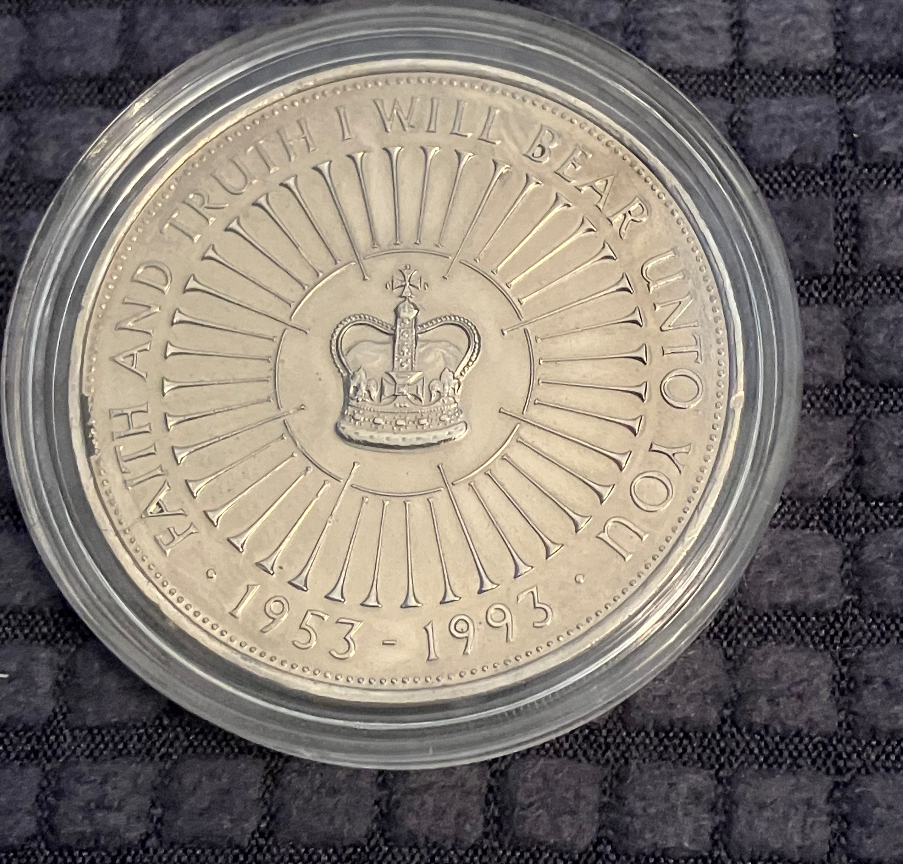 FAITH AND TRUTH I WILL BEAR UNTO YOU
· 1953 - 1993 ·